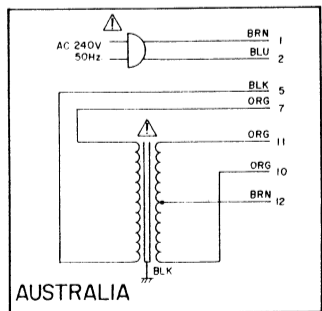 AC 240V
50Hz
BRN 1
BLU 2
BLK 5
ORG 7
ORG 11
ORG 10
BRN 12
BLK
AUSTRALIA